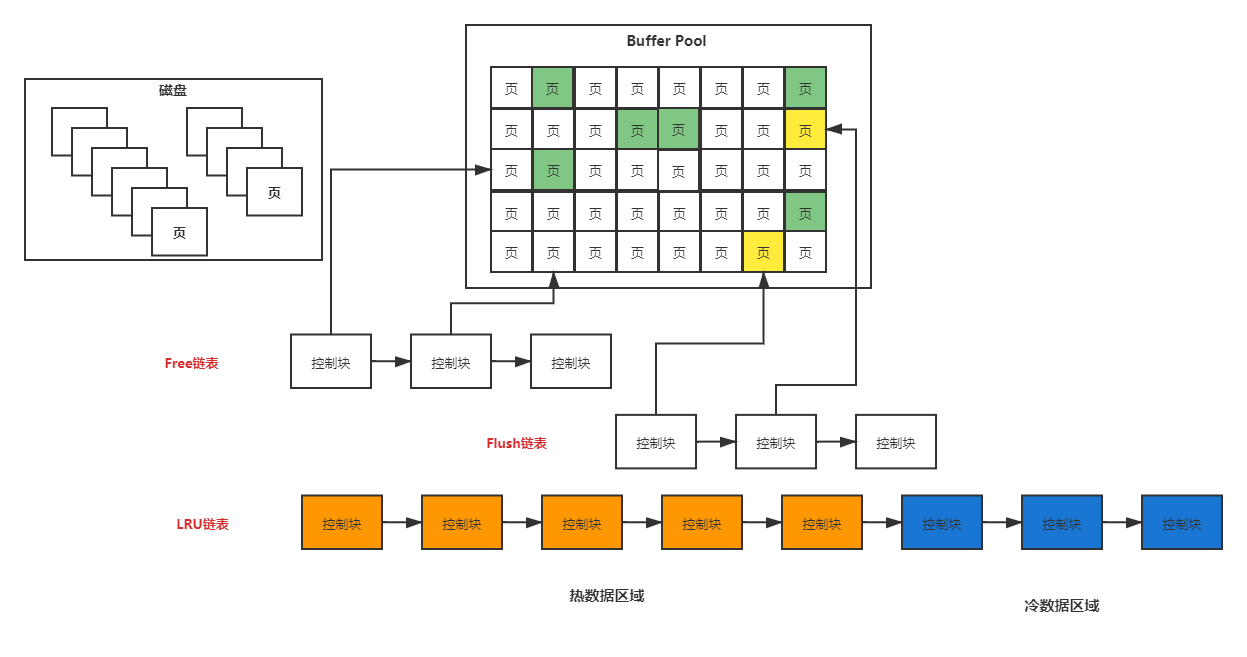 Buffer Pool
磁盘
页
页
页 页 页 页 页 页 页 页
页 页 页 页 页 页 页 页
页 页 页 页 页 页 页 页
页 页 页 页 页 页 页 页
页 页 页 页 页 页 页 页
Free链表 控制块 控制块 控制块
Flush链表 控制块 控制块 控制块
LRU链表 控制块 控制块 控制块 控制块 控制块 控制块 控制块 控制块
热数据区域
冷数据区域